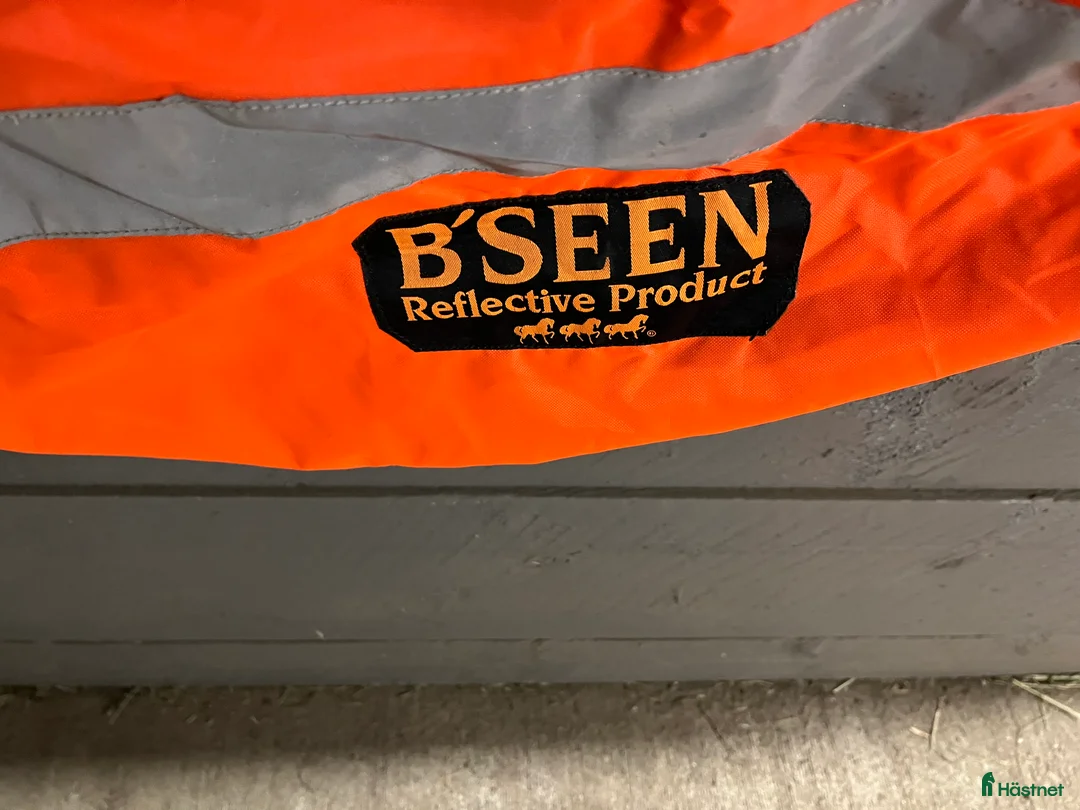 B´SEEN
Reflective Product
®
Hästnet